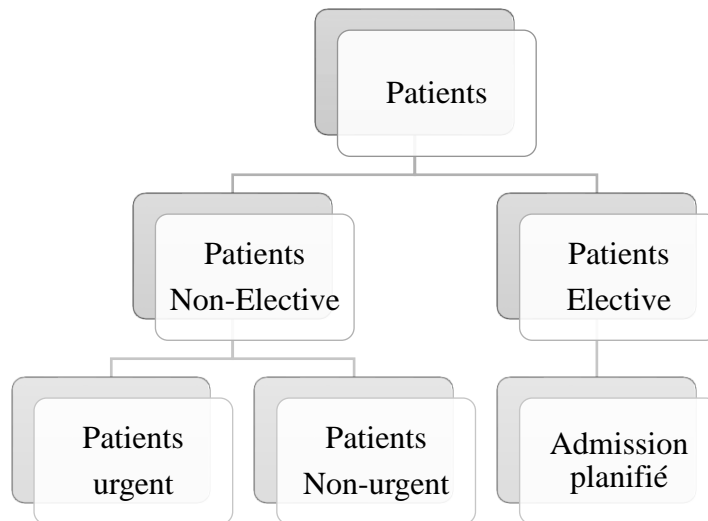 Patients
Patients
Non-Elective
Patients
Elective
Patients
urgent
Patients
Non-urgent
Admission
planifié